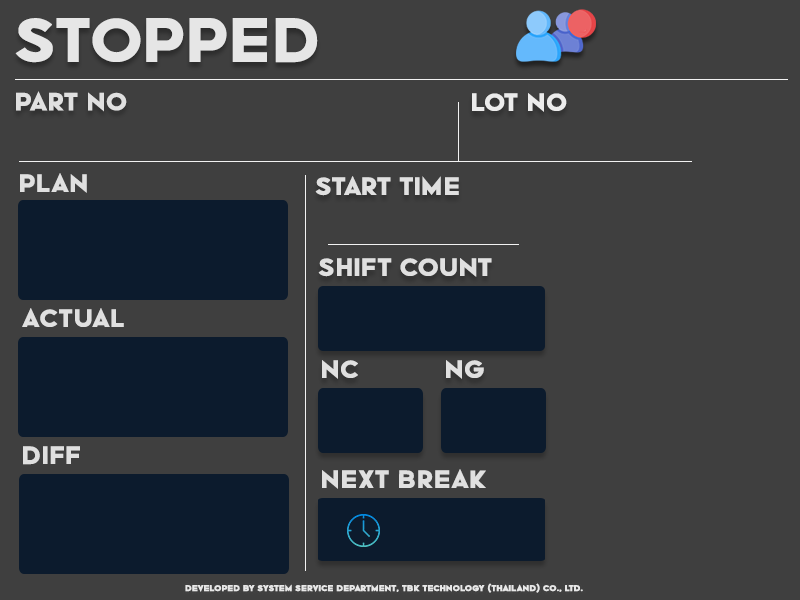 STOPPED
PART NO
LOT NO
PLAN
START TIME
SHIFT COUNT
ACTUAL
NC
NG
DIFF
NEXT BREAK
DEVELOPED BY SYSTEM SERVICE DEPARTMENT, TBK TECHNOLOGY (THAILAND) CO., LTD.